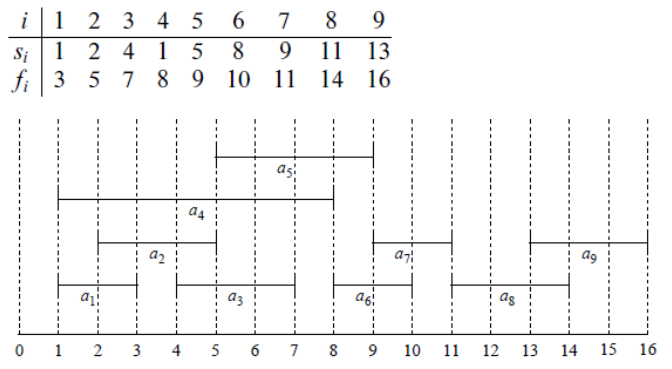 i 1 2 3 4 5 6 7 8 9
sᵢ 1 2 4 1 5 8 9 11 13
fᵢ 3 5 7 8 9 10 11 14 16
a₅
a₄
a₂ a₇ a₉
a₁ a₃ a₆ a₈
0 1 2 3 4 5 6 7 8 9 10 11 12 13 14 15 16